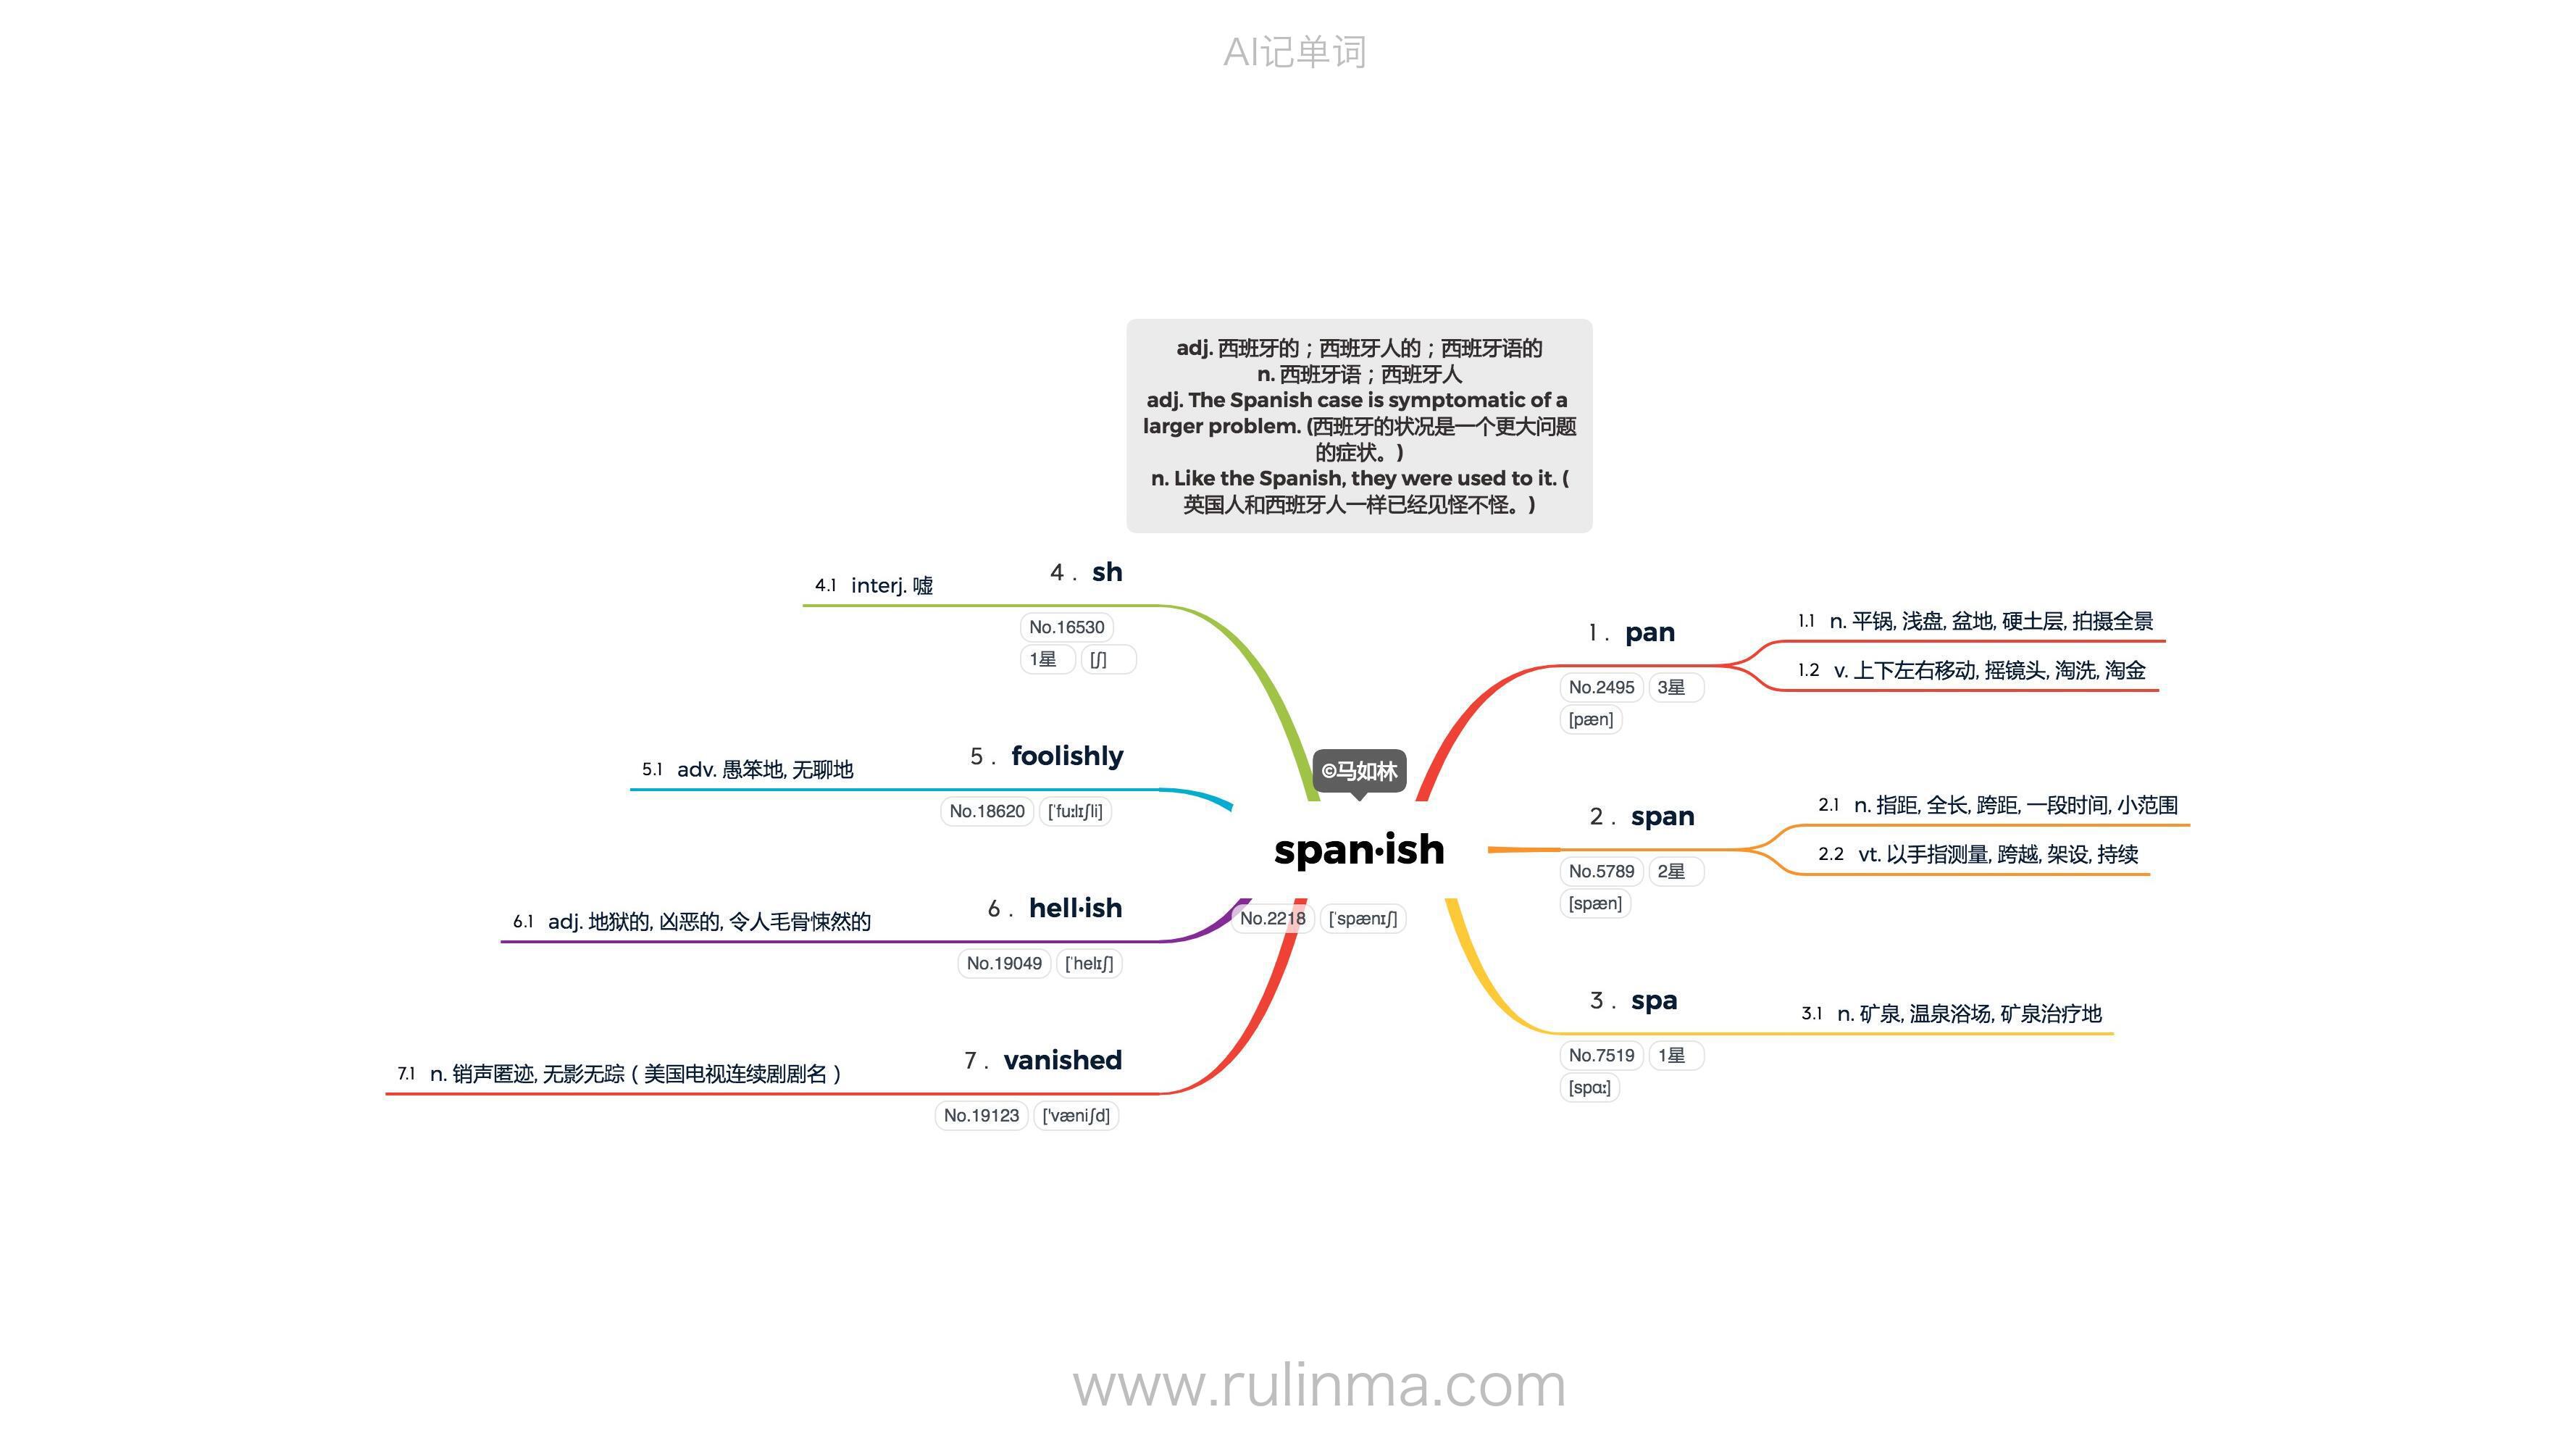 AI记单词
adj. 西班牙的；西班牙人的；西班牙语的
n. 西班牙语；西班牙人
adj. The Spanish case is symptomatic of a
larger problem. (西班牙的状况是一个更大问题
的症状。)
n. Like the Spanish, they were used to it. (
英国人和西班牙人一样已经见怪不怪。)
©马如林
span·ish
No.2218 [ˈspænɪʃ]
1 . pan
No.2495 3星
[pæn]
1.1 n. 平锅, 浅盘, 盆地, 硬土层, 拍摄全景
1.2 v. 上下左右移动, 摇镜头, 淘洗, 淘金
2 . span
No.5789 2星
[spæn]
2.1 n. 指距, 全长, 跨距, 一段时间, 小范围
2.2 vt. 以手指测量, 跨越, 架设, 持续
3 . spa
No.7519 1星
[spɑː]
3.1 n. 矿泉, 温泉浴场, 矿泉治疗地
4 . sh
No.16530
1星 [ʃ]
4.1 interj. 嘘
5 . foolishly
No.18620 [ˈfuːlɪʃli]
5.1 adv. 愚笨地, 无聊地
6 . hell·ish
No.19049 [ˈhelɪʃ]
6.1 adj. 地狱的, 凶恶的, 令人毛骨悚然的
7 . vanished
No.19123 ['væniʃd]
7.1 n. 销声匿迹, 无影无踪（美国电视连续剧剧名）
www.rulinma.com